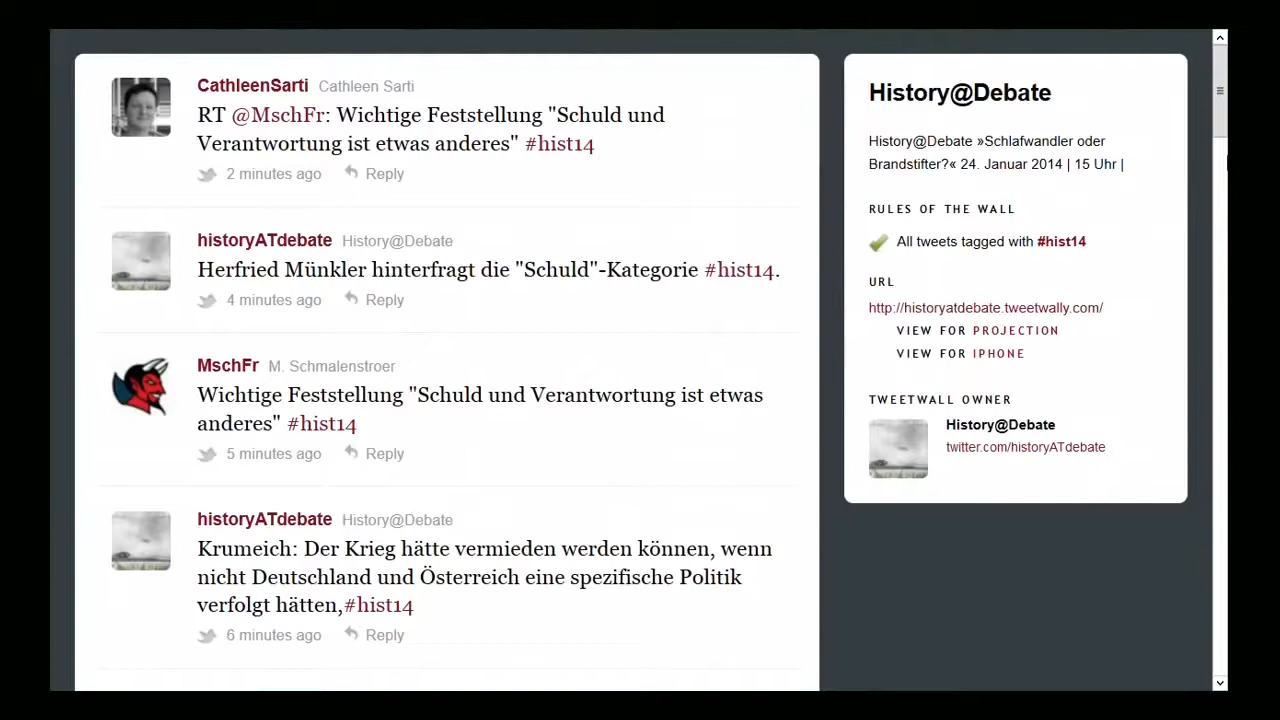 CathleenSarti Cathleen Sarti
RT @MschFr: Wichtige Feststellung "Schuld und
Verantwortung ist etwas anderes" #hist14
2 minutes ago Reply
historyATdebate History@Debate
Herfried Münkler hinterfragt die "Schuld"-Kategorie #hist14.
4 minutes ago Reply
MschFr M. Schmalenstroer
Wichtige Feststellung "Schuld und Verantwortung ist etwas
anderes" #hist14
5 minutes ago Reply
historyATdebate History@Debate
Krumeich: Der Krieg hätte vermieden werden können, wenn
nicht Deutschland und Österreich eine spezifische Politik
verfolgt hätten,#hist14
6 minutes ago Reply
History@Debate
History@Debate »Schlafwandler oder
Brandstifter?« 24. Januar 2014 | 15 Uhr |
RULES OF THE WALL
All tweets tagged with #hist14
URL
http://historyatdebate.tweetwally.com/
VIEW FOR PROJECTION
VIEW FOR IPHONE
TWEETWALL OWNER
History@Debate
twitter.com/historyATdebate